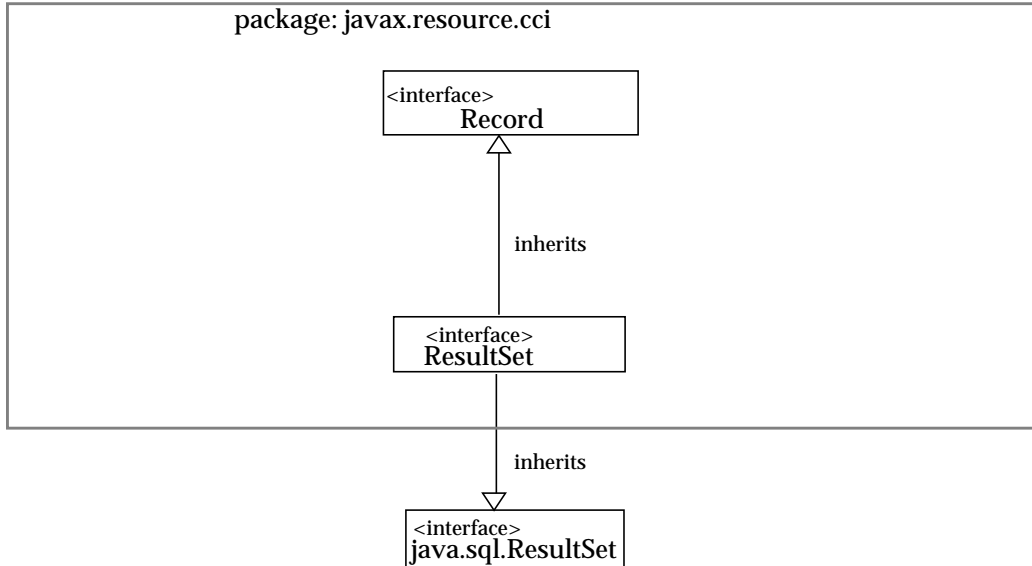 package: javax.resource.cci
<interface>
Record
inherits
<interface>
ResultSet
inherits
<interface>
java.sql.ResultSet